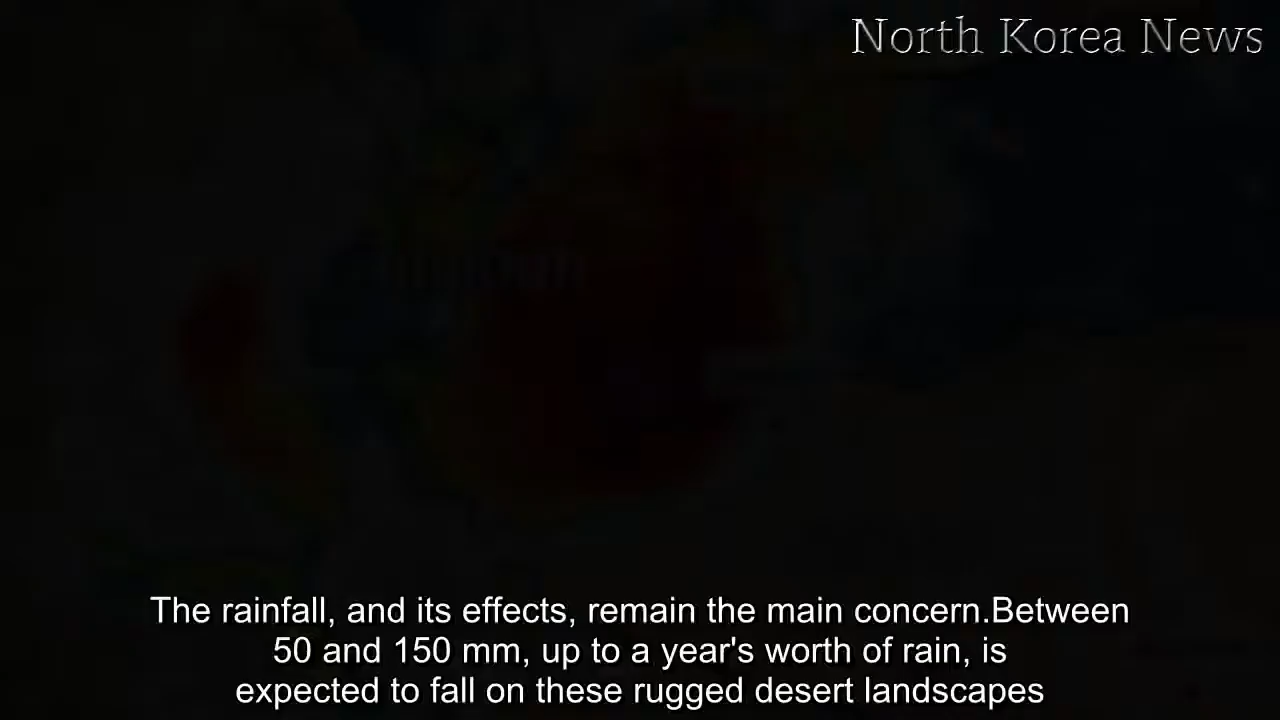 North Korea News
The rainfall, and its effects, remain the main concern.Between
50 and 150 mm, up to a year's worth of rain, is
expected to fall on these rugged desert landscapes